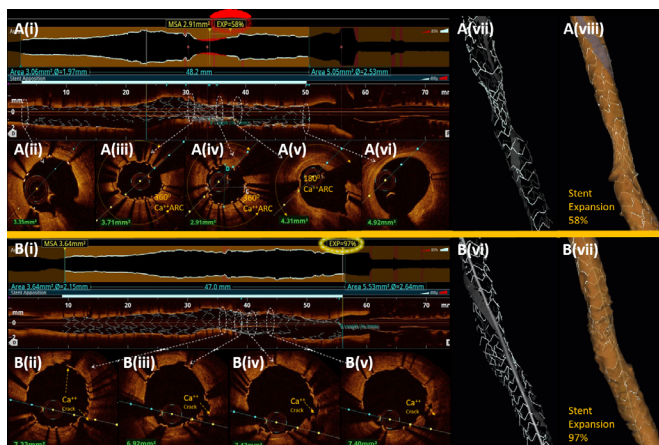 A(i)
MSA 2.91mm²
EXP=58%
Area 3.06mm²,Ø=1.97mm
48.2 mm
Area 5.05mm²,Ø=2.53mm
Stent Apposition
mm
0
10
20
30
40
50
A(ii)
A(iii)
A(iv)
A(v)
A(vi)
360°
Ca⁺⁺ARC
360°
Ca⁺⁺ARC
180°
Ca⁺⁺ARC
3.71mm²
2.91mm²
4.31mm²
4.92mm²
A(vii)
A(viii)
Stent
Expansion
58%
B(i)
MSA 3.64mm²
EXP=97%
Area 3.64mm²,Ø=2.15mm
47.0 mm
Area 5.53mm²,Ø=2.64mm
Stent Apposition
mm
10
20
30
40
50
60
70
B(ii)
B(iii)
B(iv)
B(v)
Ca⁺⁺
Crack
Ca⁺⁺
Crack
Ca⁺⁺
Crack
Ca⁺⁺
Crack
7.40mm²
B(vi)
B(vii)
Stent
Expansion
97%